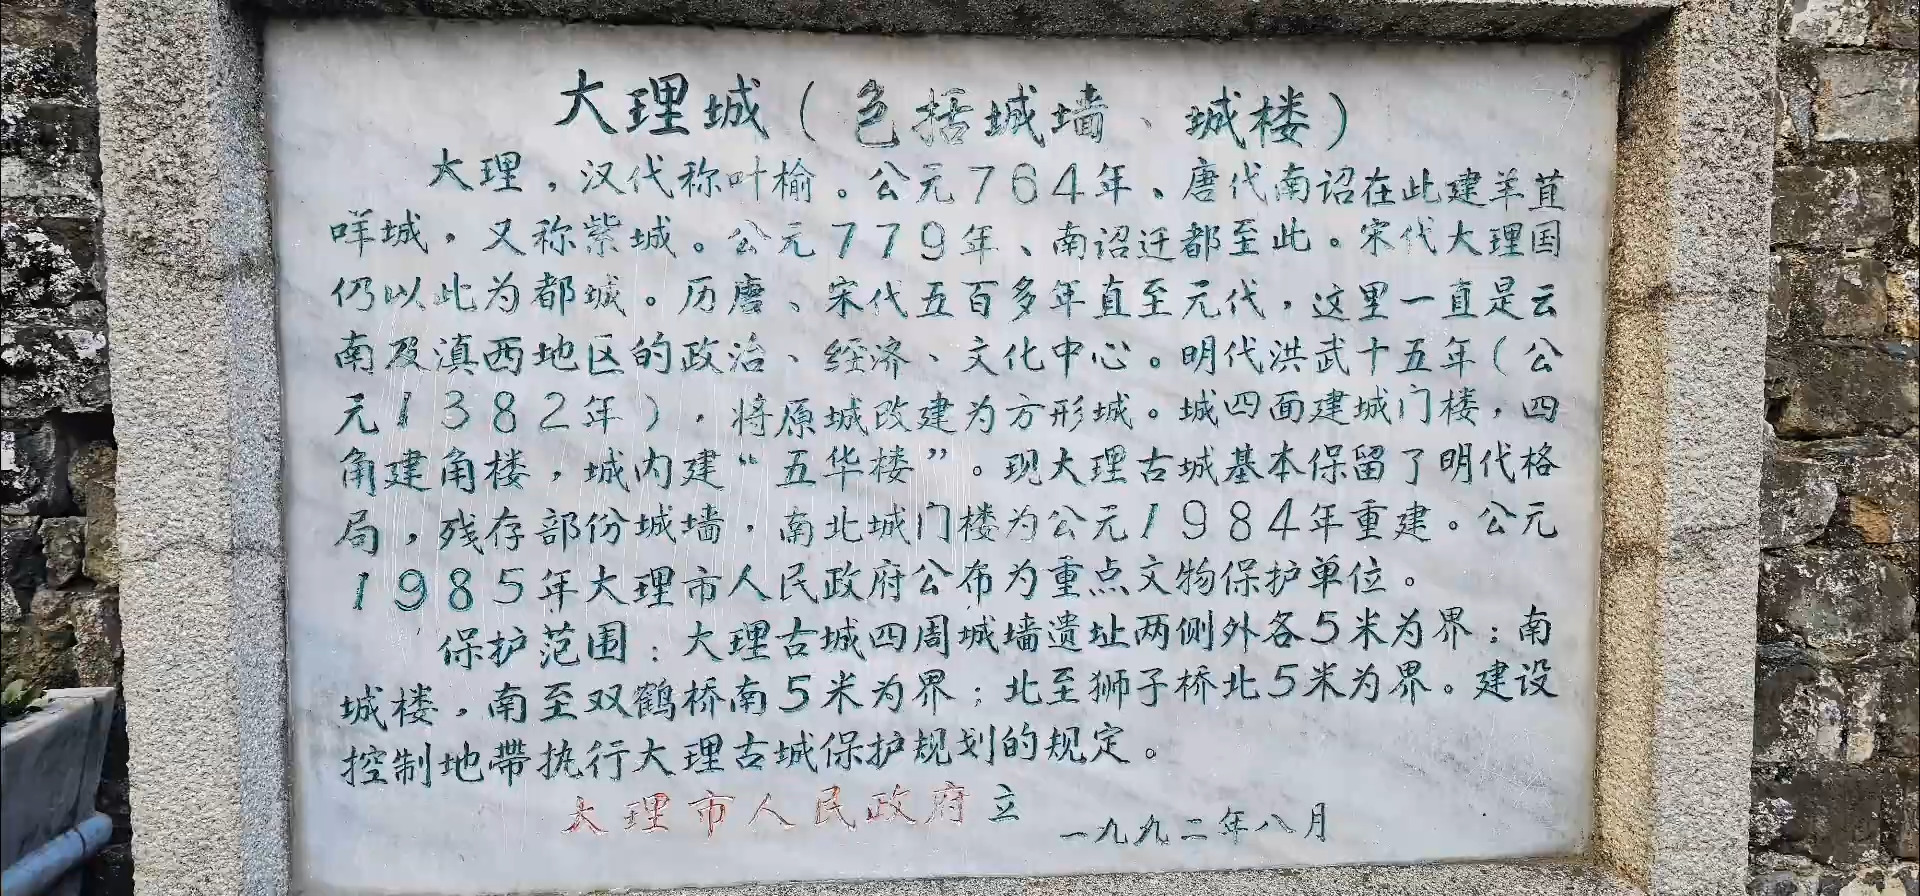 大理城（包括城墙、城楼）
大理，汉代称叶榆。公元764年、唐代南诏在此建羊苴
咩城，又称紫城。公元779年、南诏迁都至此。宋代大理国
仍以此为都城。历唐、宋代五百多年直至元代，这里一直是云
南及滇西地区的政治、经济、文化中心。明代洪武十五年（公
元1382年），将原城改建为方形城。城四面建城门楼，四
角建角楼，城内建“五华楼”。现大理古城基本保留了明代格
局，残存部份城墙，南北城门楼为公元1984年重建。公元
1985年大理市人民政府公布为重点文物保护单位。
保护范围：大理古城四周城墙遗址两侧外各5米为界；南
城楼，南至双鹤桥南5米为界；北至狮子桥北5米为界。建设
控制地带执行大理古城保护规划的规定。
大理市人民政府立
一九九二年八月